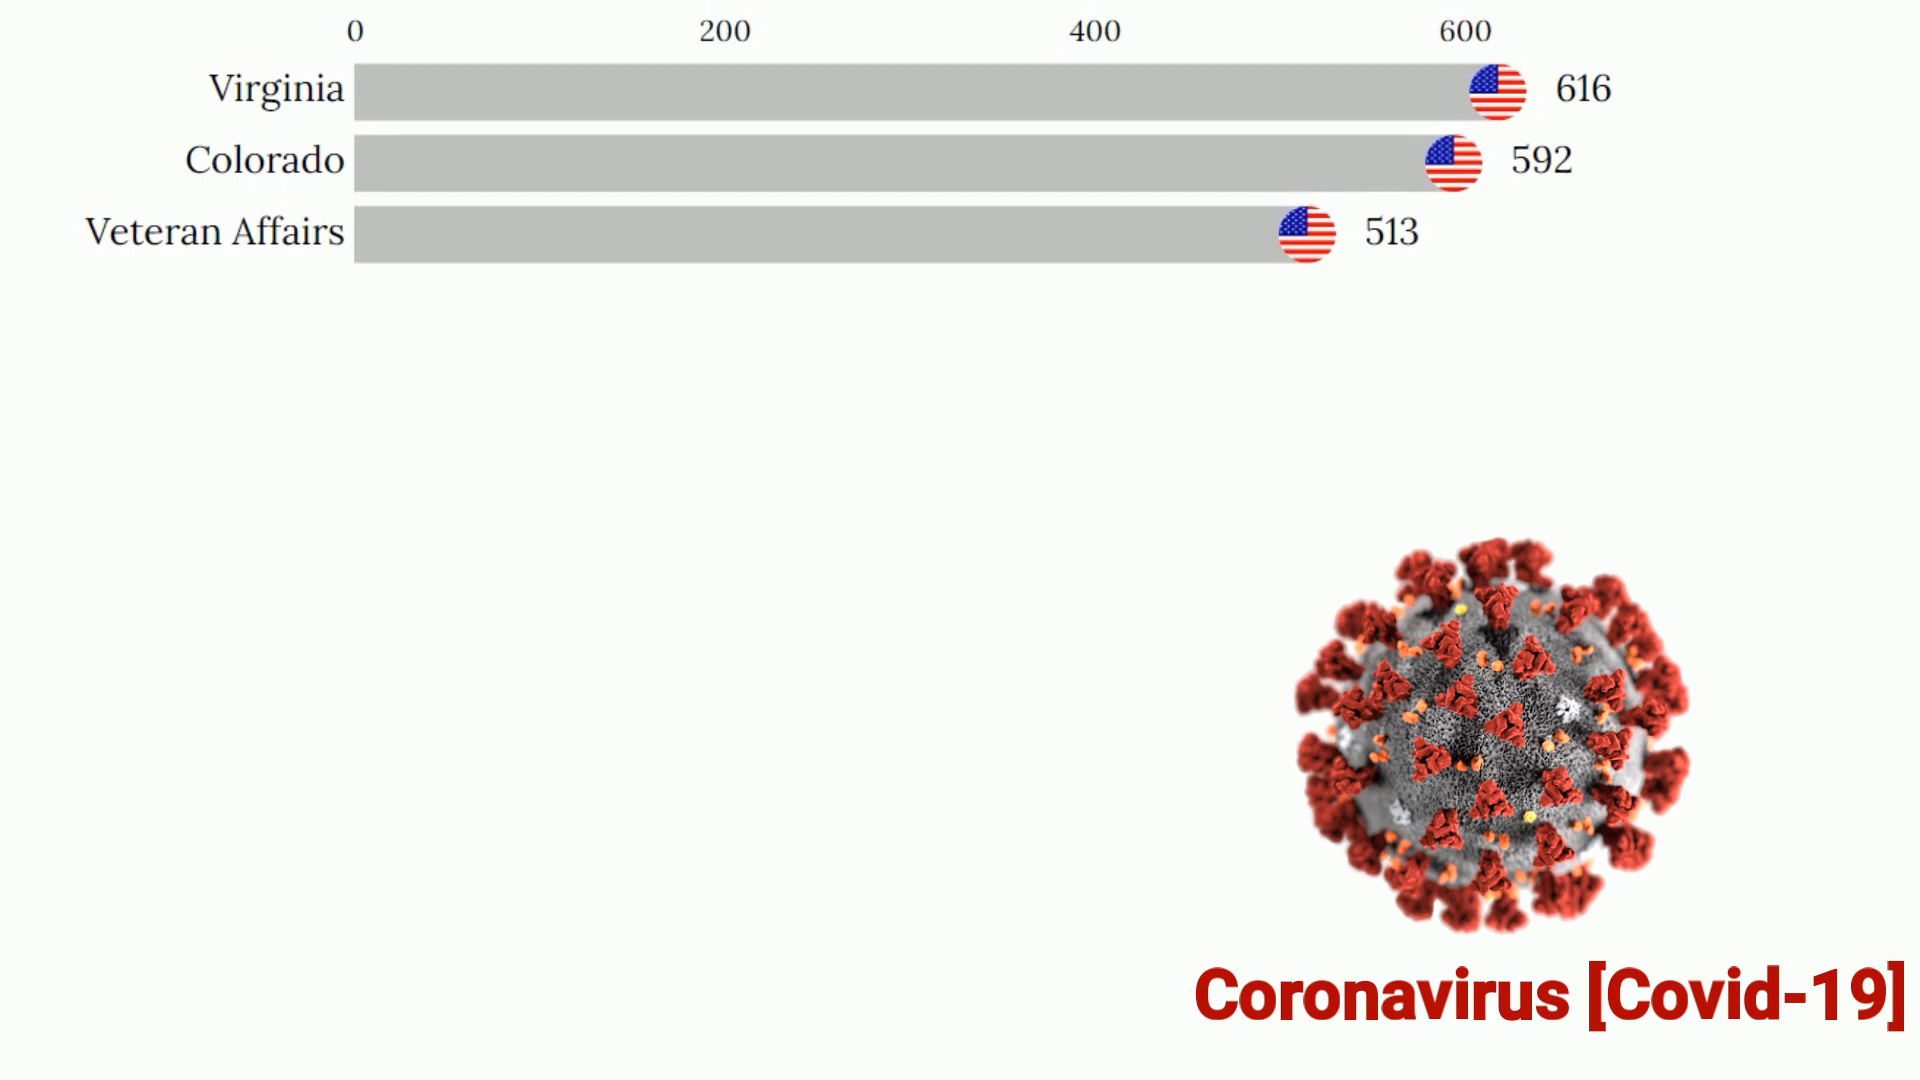 0 200 400 600
Virginia 616
Colorado 592
Veteran Affairs 513
Coronavirus [Covid-19]